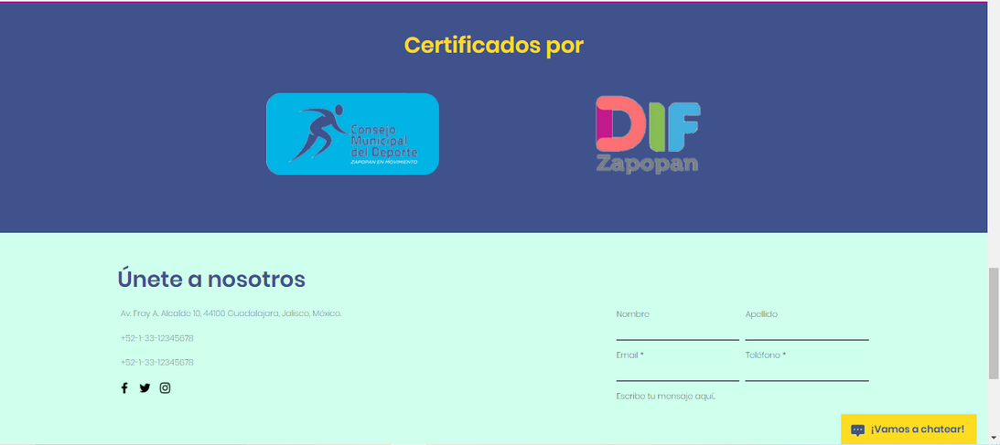 Certificados por
Consejo
Municipal
del Deporte
ZAPOPAN EN MOVIMIENTO
DIF
Zapopan
Únete a nosotros
Av. Fray A. Alcalde 10, 44100 Guadalajara, Jalisco, México.
+52-1-33-12345678
+52-1-33-12345678
Nombre
Apellido
Email *
Teléfono *
Escribe tu mensaje aquí...
¡Vamos a chatear!